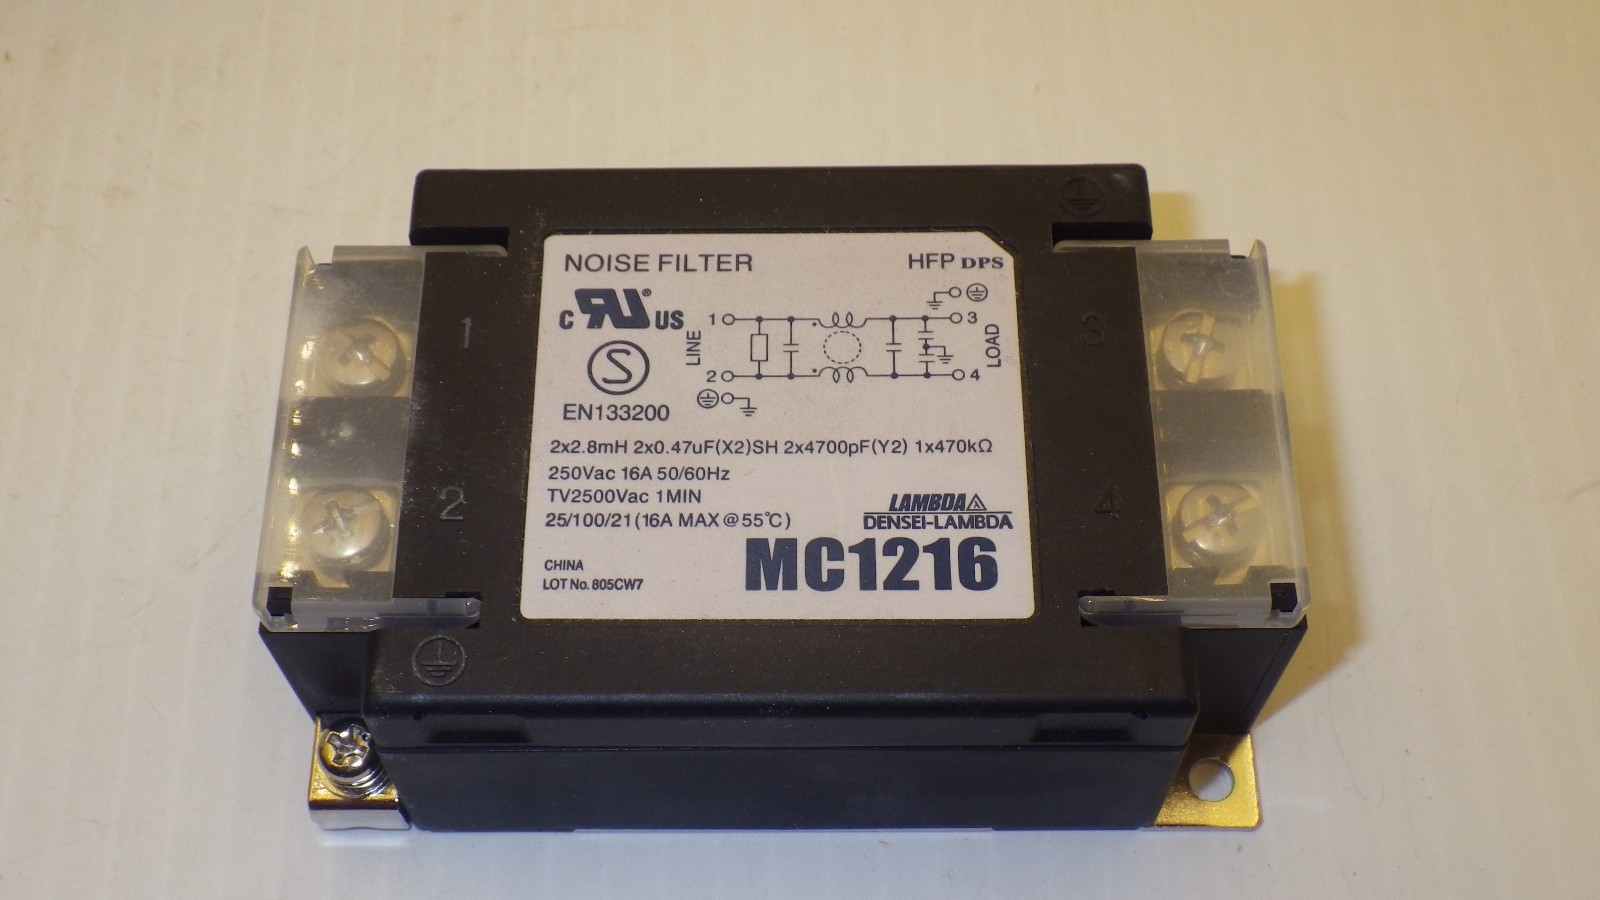 NOISE FILTER
HFP DPS
c RU® US
S
EN133200
LINE
1
2
3
4
LOAD
2x2.8mH 2x0.47uF(X2)SH 2x4700pF(Y2) 1x470kΩ
250Vac 16A 50/60Hz
TV2500Vac 1MIN
25/100/21 (16A MAX @ 55℃)
LAMBDA
DENSEI-LAMBDA
CHINA
LOT No. 805CW7
MC1216
1
2
3
4